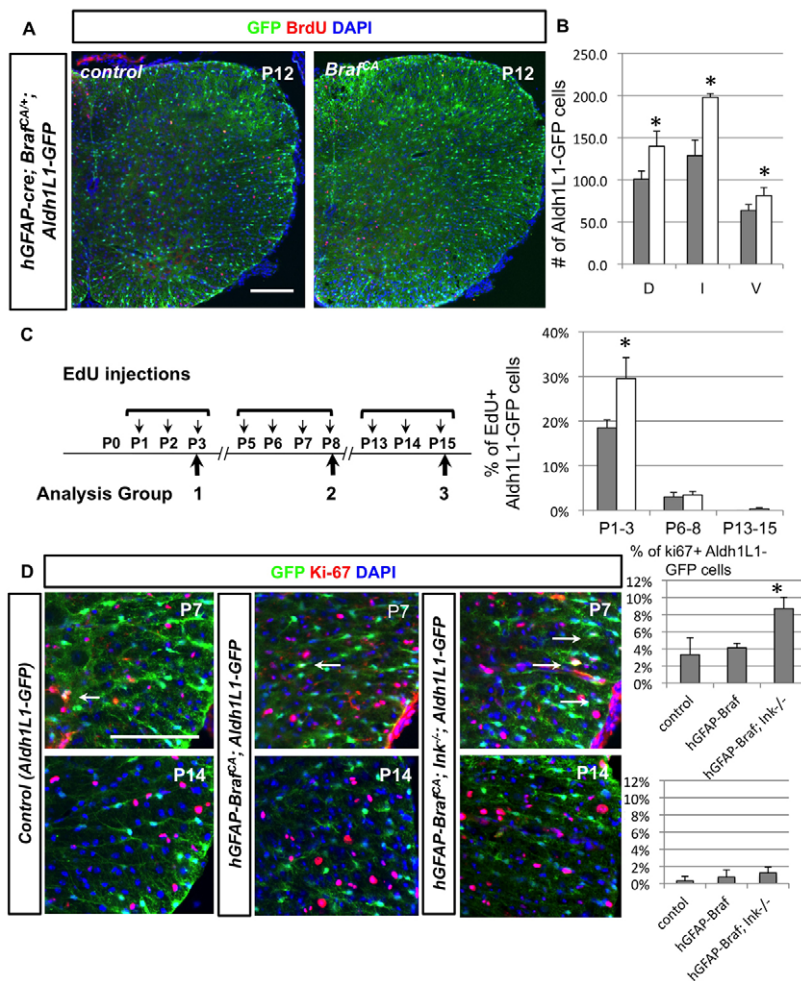 A
GFP BrdU DAPI
hGFAP-cre; Braf^CA/+;
Aldh1L1-GFP
control
P12
Braf^CA
P12
B
# of Aldh1L1-GFP cells
250.0
200.0
150.0
100.0
50.0
0.0
*
*
*
D I V
C
EdU injections
P0 P1 P2 P3 P5 P6 P7 P8 P13 P14 P15
Analysis Group 1 2 3
% of EdU+
Aldh1L1-GFP cells
40%
30%
20%
10%
0%
*
P1-3 P6-8 P13-15
D
GFP Ki-67 DAPI
Control (Aldh1L1-GFP)
P7
P14
hGFAP-Braf^CA; Aldh1L1-GFP
P7
P14
hGFAP-Braf^CA; Ink^-/-; Aldh1L1-GFP
P7
P14
% of ki67+ Aldh1L1-
GFP cells
12%
10%
8%
6%
4%
2%
0%
*
control
hGFAP-Braf
hGFAP-Braf; Ink-/-
12%
10%
8%
6%
4%
2%
0%
contol
hGFAP-Braf
hGFAP-Braf; Ink-/-